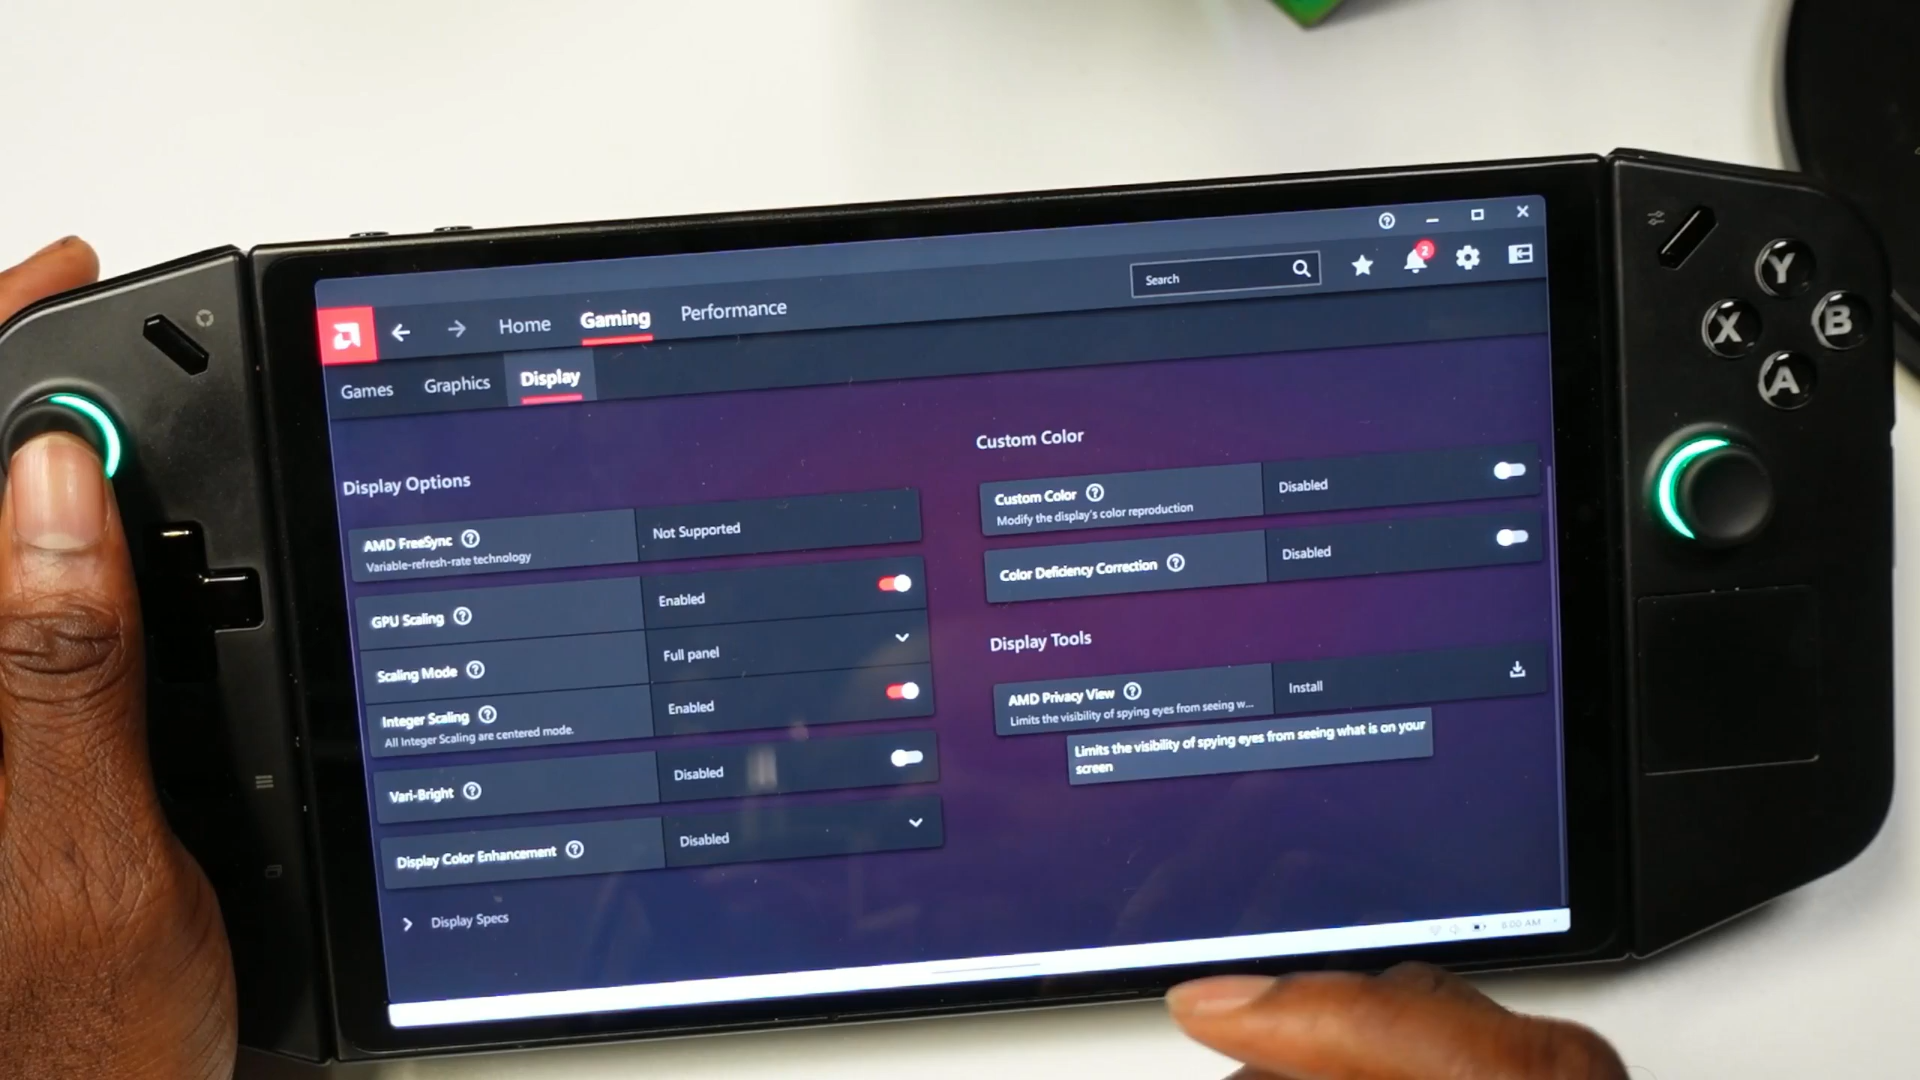 Search
2
Home
Gaming
Performance
Games
Graphics
Display
Display Options
AMD FreeSync
Variable-refresh-rate technology
Not Supported
GPU Scaling
Enabled
Scaling Mode
Full panel
Integer Scaling
All Integer Scaling are centered mode.
Enabled
Vari-Bright
Disabled
Display Color Enhancement
Disabled
Display Specs
Custom Color
Custom Color
Modify the display's color reproduction
Disabled
Color Deficiency Correction
Disabled
Display Tools
AMD Privacy View
Limits the visibility of spying eyes from seeing w...
Install
Limits the visibility of spying eyes from seeing what is on your
screen
6:00 AM
Y
X
B
A